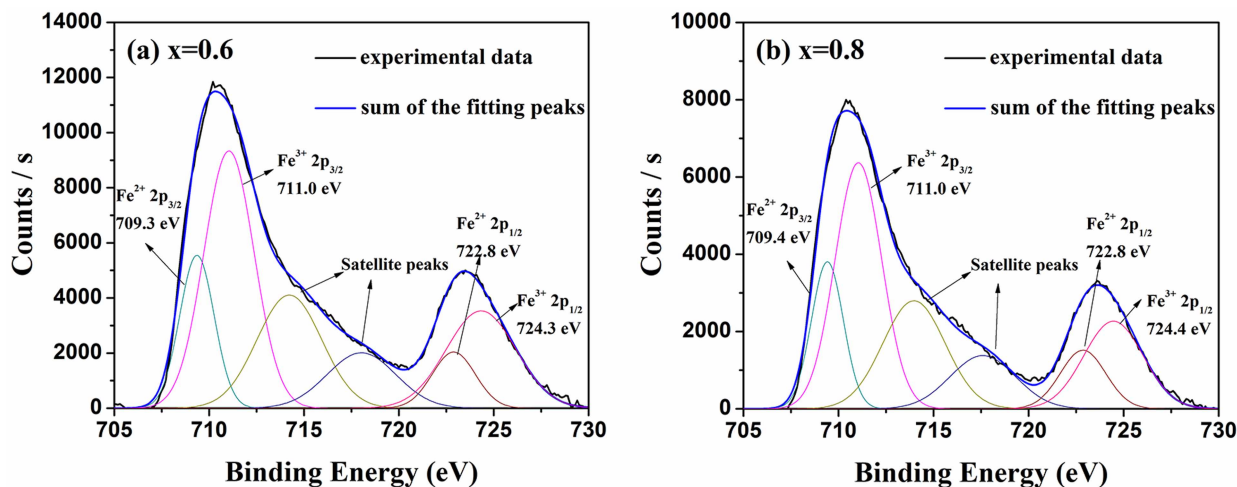 (a) x=0.6
experimental data
sum of the fitting peaks
Fe²⁺ 2p₃/₂
709.3 eV
Fe³⁺ 2p₃/₂
711.0 eV
Satellite peaks
Fe²⁺ 2p₁/₂
722.8 eV
Fe³⁺ 2p₁/₂
724.3 eV
Counts / s
14000
12000
10000
8000
6000
4000
2000
0
705 710 715 720 725 730
Binding Energy (eV)
(b) x=0.8
experimental data
sum of the fitting peaks
Fe²⁺ 2p₃/₂
709.4 eV
Fe³⁺ 2p₃/₂
711.0 eV
Satellite peaks
Fe²⁺ 2p₁/₂
722.8 eV
Fe³⁺ 2p₁/₂
724.4 eV
Counts / s
10000
8000
6000
4000
2000
0
705 710 715 720 725 730
Binding Energy (eV)